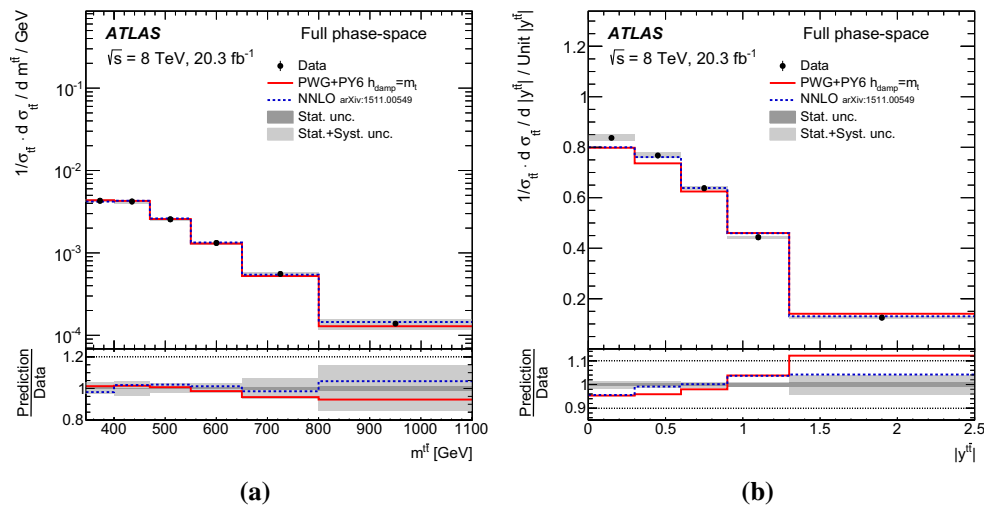 ATLAS Full phase-space
√s = 8 TeV, 20.3 fb⁻¹
Data
PWG+PY6 h_damp=m_t
NNLO arXiv:1511.00549
Stat. unc.
Stat.+Syst. unc.
1/σ_tt̄ · d σ_tt̄ / d m^tt̄ / GeV
10⁻¹
10⁻²
10⁻³
10⁻⁴
Prediction
Data
1.2
1
0.8
400 500 600 700 800 900 1000 1100
m^tt̄ [GeV]
(a)
ATLAS Full phase-space
√s = 8 TeV, 20.3 fb⁻¹
Data
PWG+PY6 h_damp=m_t
NNLO arXiv:1511.00549
Stat. unc.
Stat.+Syst. unc.
1/σ_tt̄ · d σ_tt̄ / d |y^tt̄| / Unit |y^tt̄|
1.2
1
0.8
0.6
0.4
0.2
Prediction
Data
1.1
1
0.9
0 0.5 1 1.5 2 2.5
|y^tt̄|
(b)